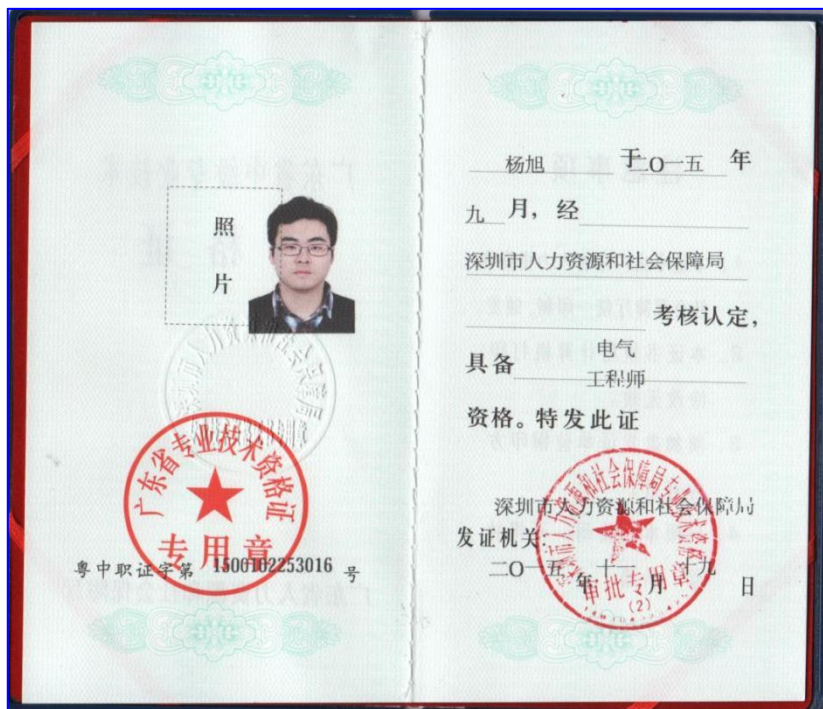 照
片
广东省专业技术资格证
专用章
粤中职证字第 1500102253016 号
杨旭 于二〇一五 年
九 月，经
深圳市人力资源和社会保障局
考核认定，
具备 电气
工程师
资格。特发此证
深圳市人力资源和社会保障局
发证机关:
二〇一五 年 十一 月 十九 日
审批专用章
(2)